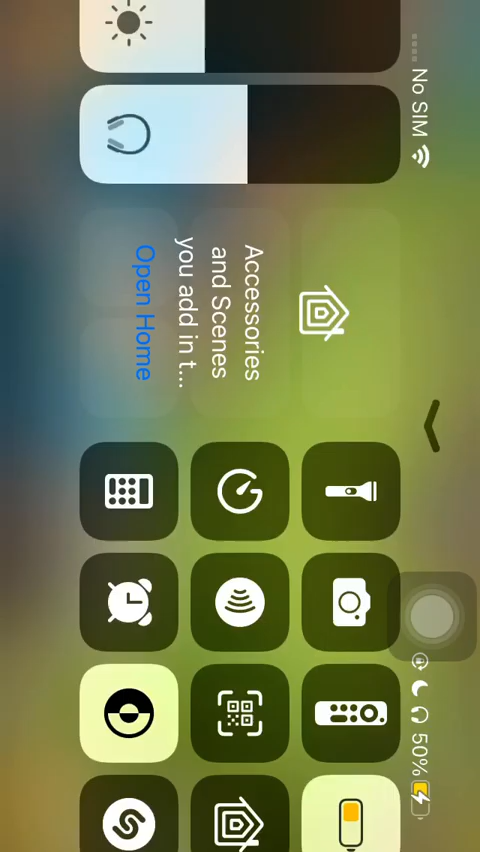 No SIM
50%
Accessories
and Scenes
you add in t...
Open Home